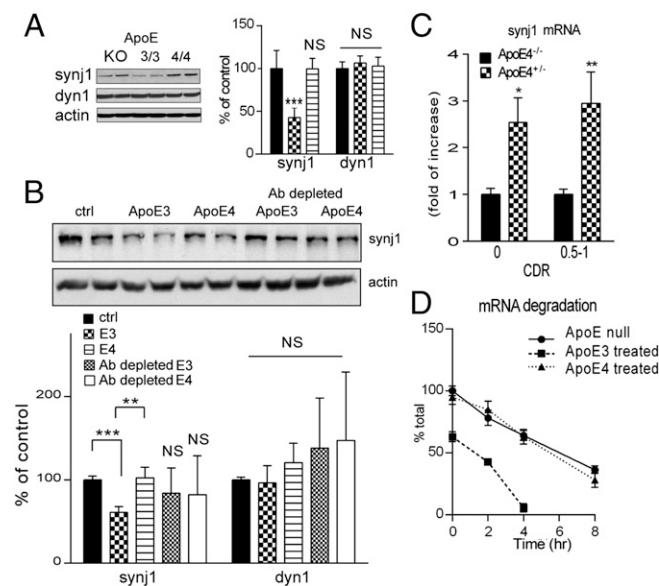 A
ApoE
KO 3/3 4/4
synj1
dyn1
actin
% of control
150
100
50
0
***
NS
NS
synj1 dyn1
B
Ab depleted
ctrl ApoE3 ApoE4 ApoE3 ApoE4
synj1
actin
ctrl
E3
E4
Ab depleted E3
Ab depleted E4
% of control
200
100
0
***
**
NS
NS
NS
synj1 dyn1
C
synj1 mRNA
ApoE4-/-
ApoE4+/-
(fold of increase)
4
3
2
1
0
*
**
0 0.5-1
CDR
D
mRNA degradation
ApoE null
ApoE3 treated
ApoE4 treated
% total
150
100
50
0
0 2 4 6 8
Time (hr)